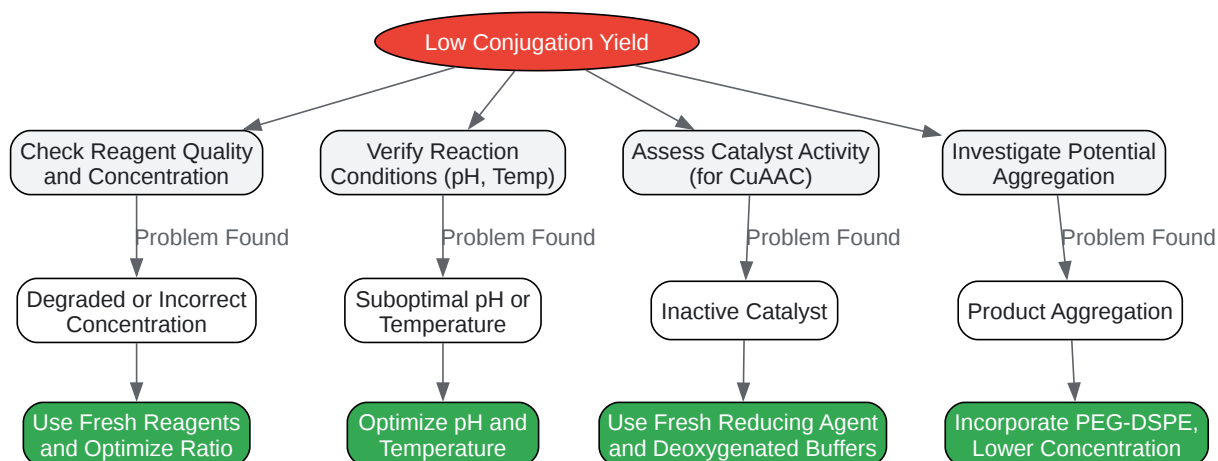 Low Conjugation Yield
Check Reagent Quality
and Concentration
Verify Reaction
Conditions (pH, Temp)
Assess Catalyst Activity
(for CuAAC)
Investigate Potential
Aggregation
Problem Found
Problem Found
Problem Found
Problem Found
Degraded or Incorrect
Concentration
Suboptimal pH or
Temperature
Inactive Catalyst
Product Aggregation
Use Fresh Reagents
and Optimize Ratio
Optimize pH and
Temperature
Use Fresh Reducing Agent
and Deoxygenated Buffers
Incorporate PEG-DSPE,
Lower Concentration